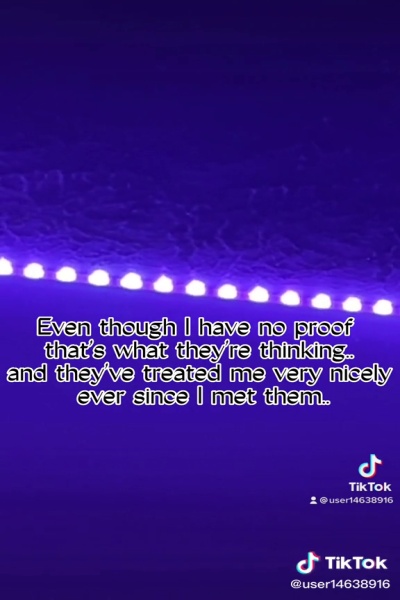 Even though I have no proof
that's what they're thinking..
and they've treated me very nicely
ever since I met them..
TikTok
@user14638916
TikTok
@user14638916